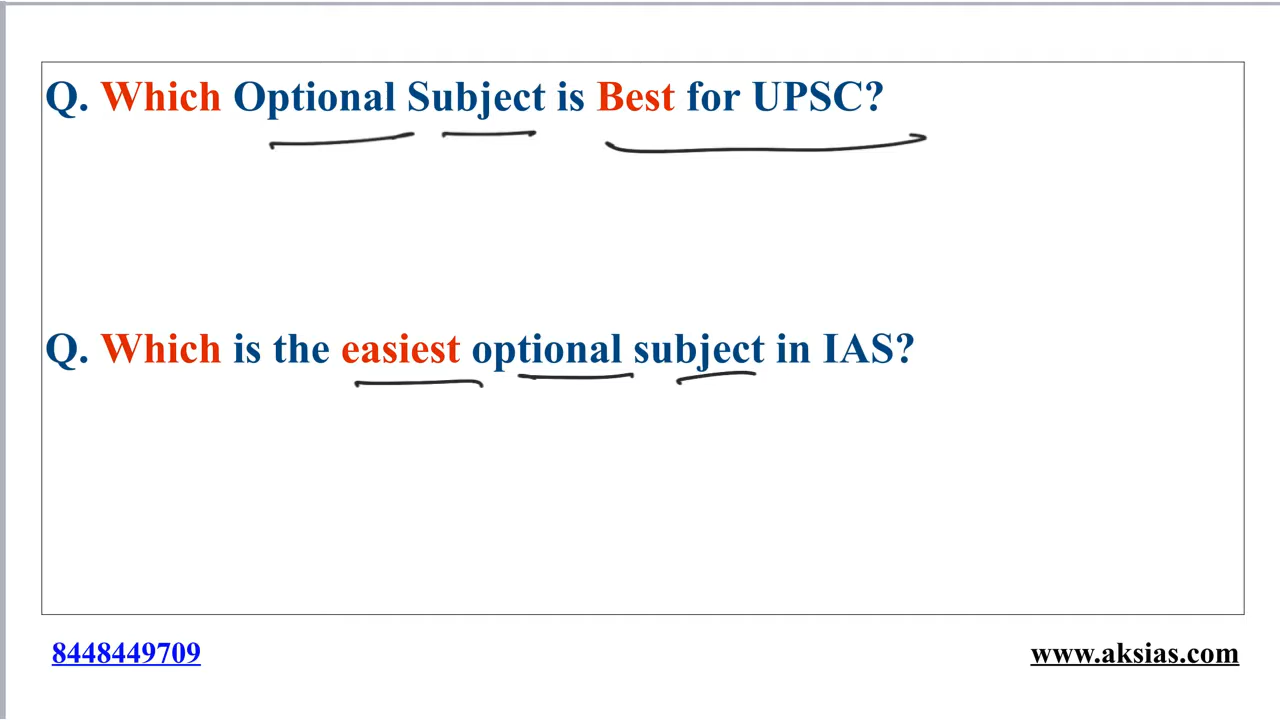 Q. Which Optional Subject is Best for UPSC?
Q. Which is the easiest optional subject in IAS?
8448449709
www.aksias.com